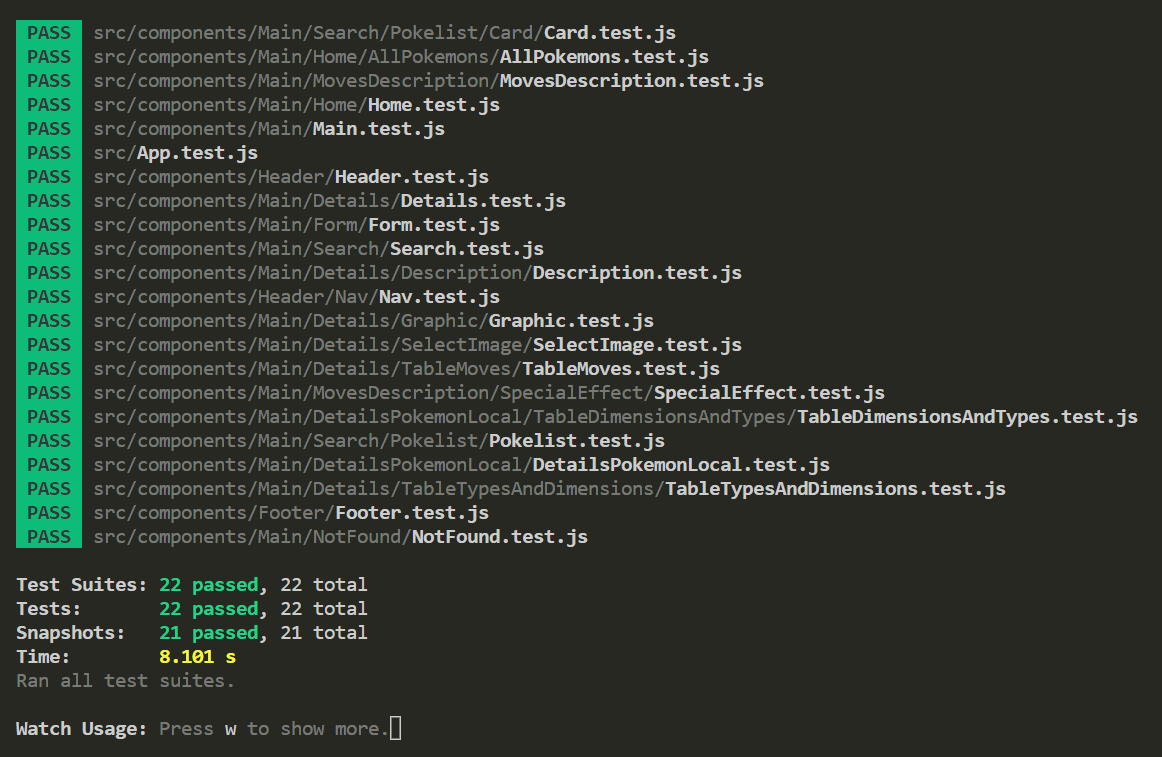 PASS src/components/Main/Search/Pokelist/Card/Card.test.js
PASS src/components/Main/Home/AllPokemons/AllPokemons.test.js
PASS src/components/Main/MovesDescription/MovesDescription.test.js
PASS src/components/Main/Home/Home.test.js
PASS src/components/Main/Main.test.js
PASS src/App.test.js
PASS src/components/Header/Header.test.js
PASS src/components/Main/Details/Details.test.js
PASS src/components/Main/Form/Form.test.js
PASS src/components/Main/Search/Search.test.js
PASS src/components/Main/Details/Description/Description.test.js
PASS src/components/Header/Nav/Nav.test.js
PASS src/components/Main/Details/Graphic/Graphic.test.js
PASS src/components/Main/Details/SelectImage/SelectImage.test.js
PASS src/components/Main/Details/TableMoves/TableMoves.test.js
PASS src/components/Main/MovesDescription/SpecialEffect/SpecialEffect.test.js
PASS src/components/Main/DetailsPokemonLocal/TableDimensionsAndTypes/TableDimensionsAndTypes.test.js
PASS src/components/Main/Search/Pokelist/Pokelist.test.js
PASS src/components/Main/DetailsPokemonLocal/DetailsPokemonLocal.test.js
PASS src/components/Main/Details/TableTypesAndDimensions/TableTypesAndDimensions.test.js
PASS src/components/Footer/Footer.test.js
PASS src/components/Main/NotFound/NotFound.test.js
Test Suites: 22 passed, 22 total
Tests: 22 passed, 22 total
Snapshots: 21 passed, 21 total
Time: 8.101 s
Ran all test suites.
Watch Usage: Press w to show more.